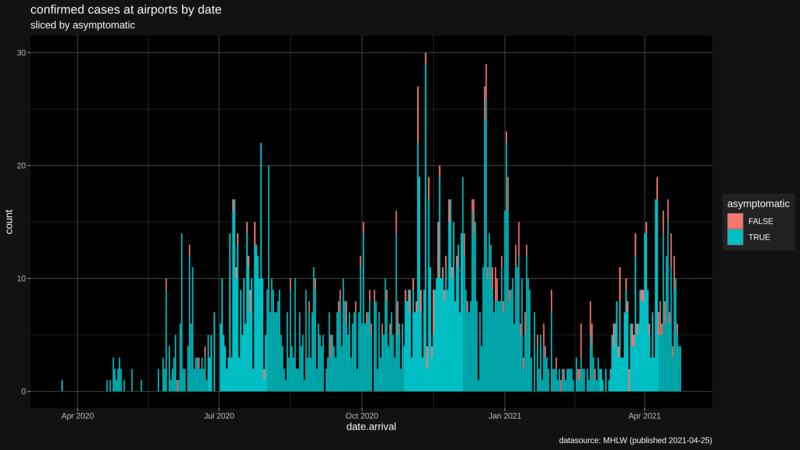 confirmed cases at airports by date
sliced by asymptomatic
30
20
10
0
count
Apr 2020
Jul 2020
Oct 2020
Jan 2021
Apr 2021
date.arrival
asymptomatic
FALSE
TRUE
datasource: MHLW (published 2021-04-25)